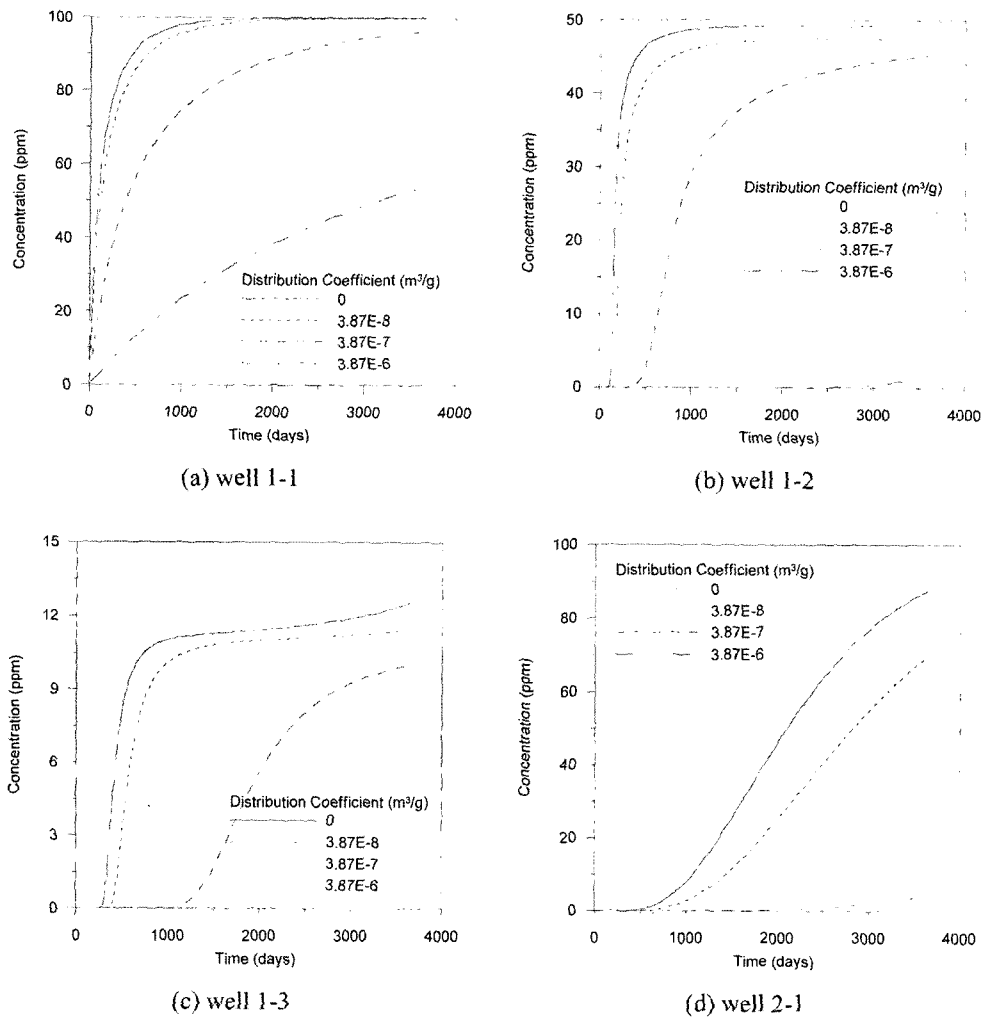 100
80
60
40
20
0
Concentration (ppm)
Distribution Coefficient (m³/g)
0
3.87E-8
3.87E-7
3.87E-6
0 1000 2000 3000 4000
Time (days)
(a) well 1-1
50
40
30
20
10
0
Concentration (ppm)
Distribution Coefficient (m³/g)
0
3.87E-8
3.87E-7
3.87E-6
0 1000 2000 3000 4000
Time (days)
(b) well 1-2
15
12
9
6
3
0
Concentration (ppm)
Distribution Coefficient (m³/g)
0
3.87E-8
3.87E-7
3.87E-6
0 1000 2000 3000 4000
Time (days)
(c) well 1-3
100
80
60
40
20
0
Concentration (ppm)
Distribution Coefficient (m³/g)
0
3.87E-8
3.87E-7
3.87E-6
0 1000 2000 3000 4000
Time (days)
(d) well 2-1